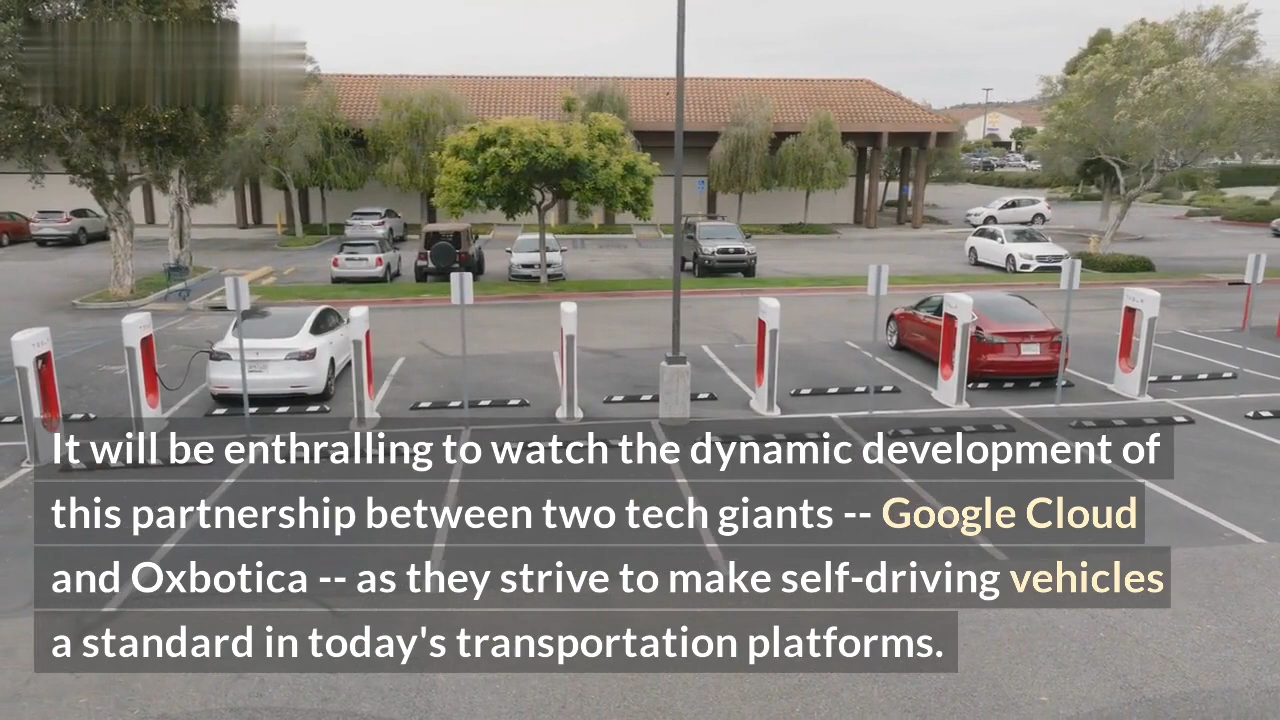 It will be enthralling to watch the dynamic development of
this partnership between two tech giants -- Google Cloud
and Oxbotica -- as they strive to make self-driving vehicles
a standard in today's transportation platforms.